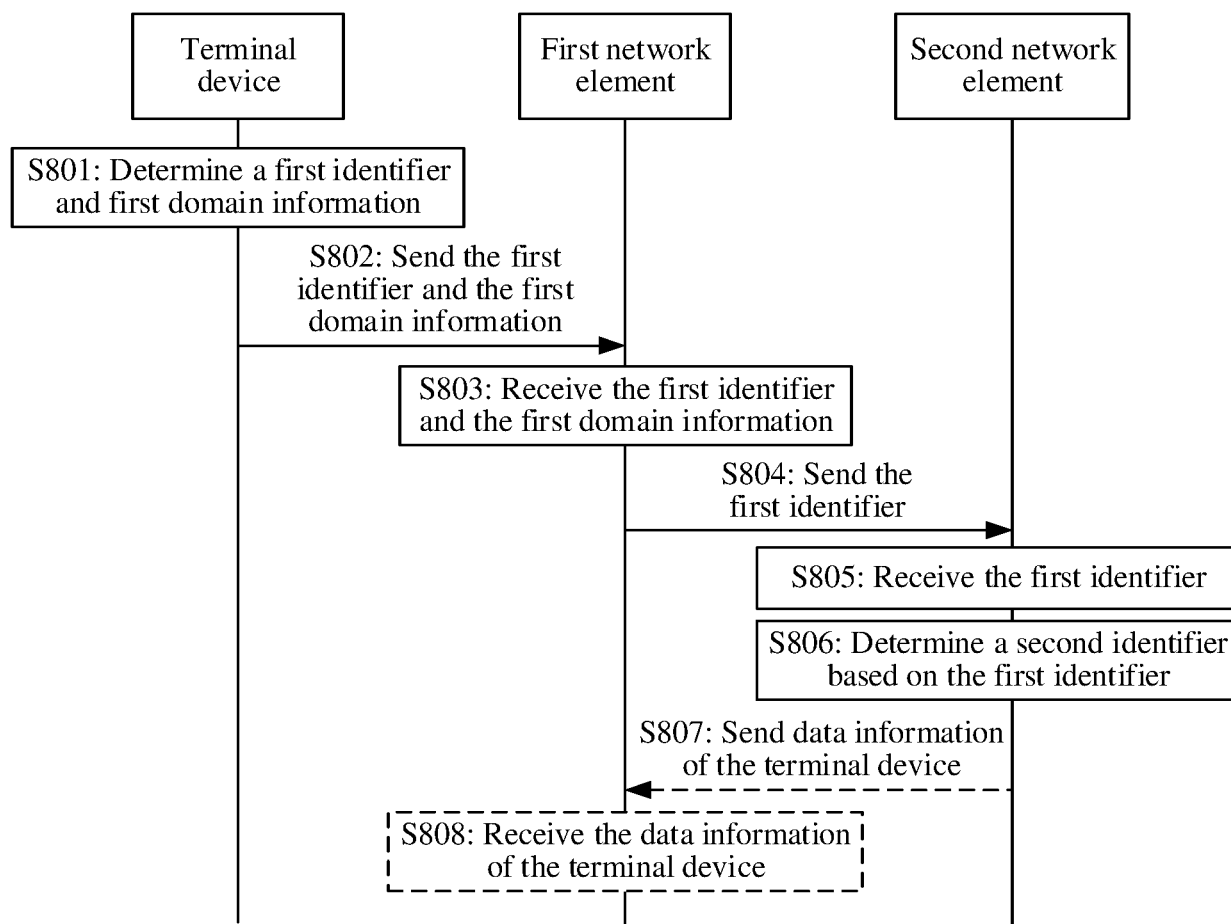 Terminal
device
First network
element
Second network
element
S801: Determine a first identifier
and first domain information
S802: Send the first
identifier and the first
domain information
S803: Receive the first identifier
and the first domain information
S804: Send the
first identifier
S805: Receive the first identifier
S806: Determine a second identifier
based on the first identifier
S807: Send data information
of the terminal device
S808: Receive the data information
of the terminal device